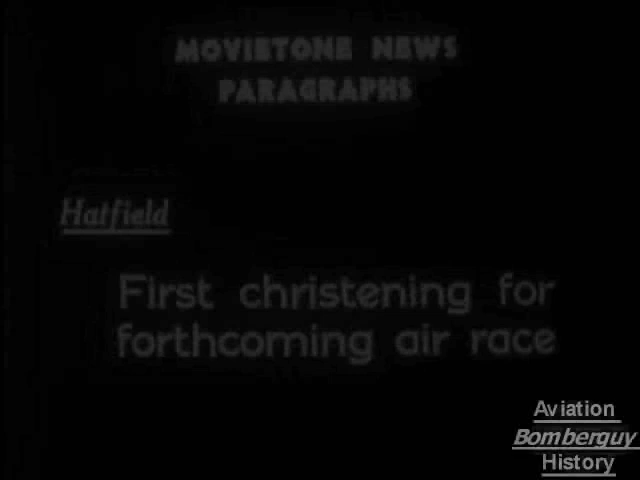 MOVIETONE NEWS
PARAGRAPHS
Hatfield
First christening for
forthcoming air race
Aviation
Bomberguy
History